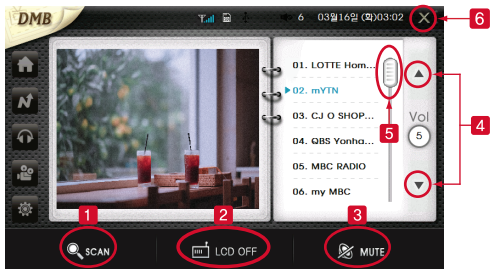 DMB
6 03월16일 (화)03:02
6
01. LOTTE Hom...
02. mYTN
03. CJ O SHOP...
04. QBS Yonha...
05. MBC RADIO
06. my MBC
5
Vol
5
4
1
2
3
SCAN
LCD OFF
MUTE